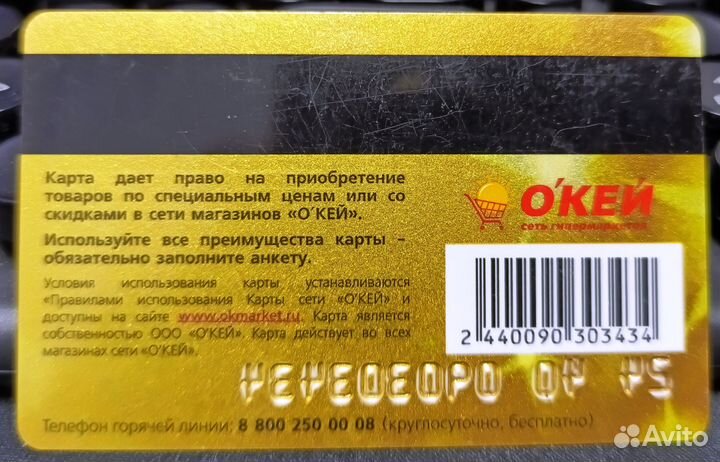 Карта дает право на приобретение
товаров по специальным ценам или со
скидками в сети магазинов «О´КЕЙ».
Используйте все преимущества карты –
обязательно заполните анкету.
Условия использования карты устанавливаются
«Правилами использования Карты сети «О'КЕЙ» и
доступны на сайте www.okmarket.ru. Карта является
собственностью ООО «О'КЕЙ». Карта действует во всех
магазинах сети «О'КЕЙ».
О´КЕЙ
сеть гипермаркетов
2 440090 303434
Телефон горячей линии: 8 800 250 00 08 (круглосуточно, бесплатно)
Avito